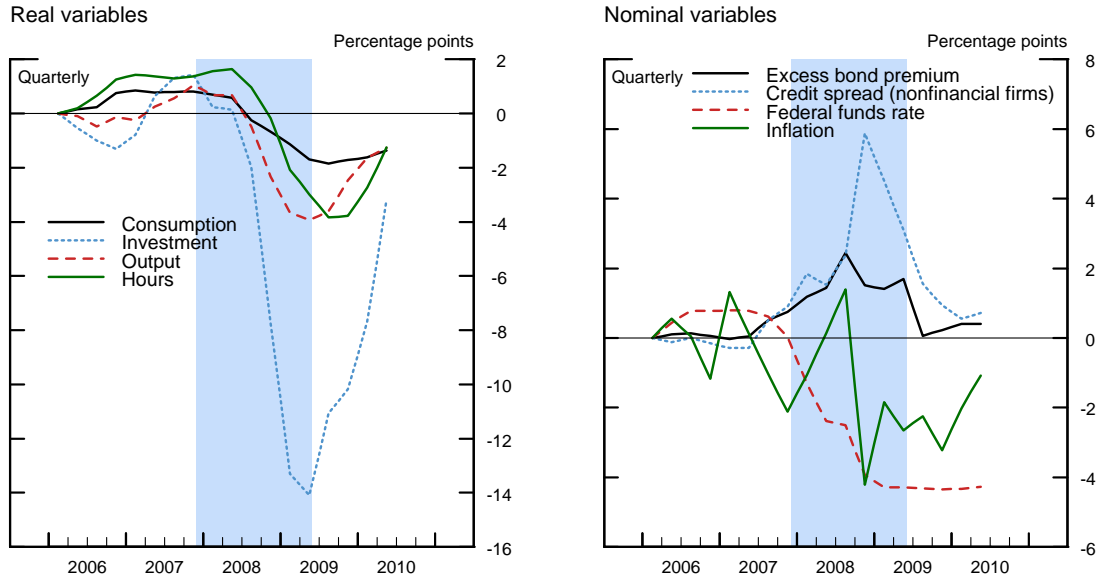 Real variables
Percentage points
Quarterly
2
0
-2
-4
-6
-8
-10
-12
-14
-16
Consumption
Investment
Output
Hours
2006 2007 2008 2009 2010
Nominal variables
Percentage points
Quarterly
Excess bond premium
Credit spread (nonfinancial firms)
Federal funds rate
Inflation
8
6
4
2
0
-2
-4
-6
2006 2007 2008 2009 2010